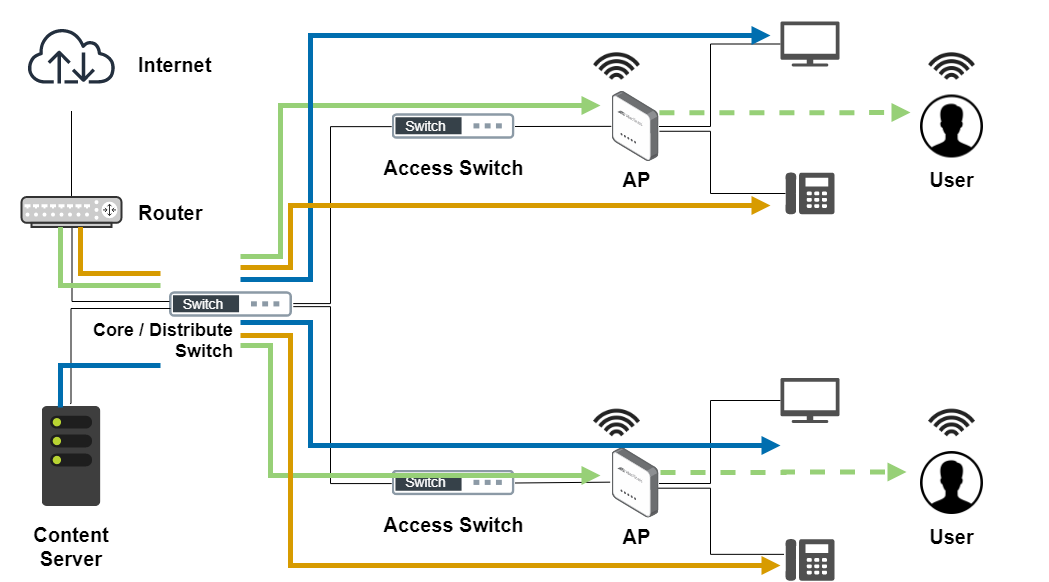 Internet
Switch
Access Switch
AP
User
Router
Switch
Core / Distribute
Switch
Switch
Access Switch
AP
User
Content
Server